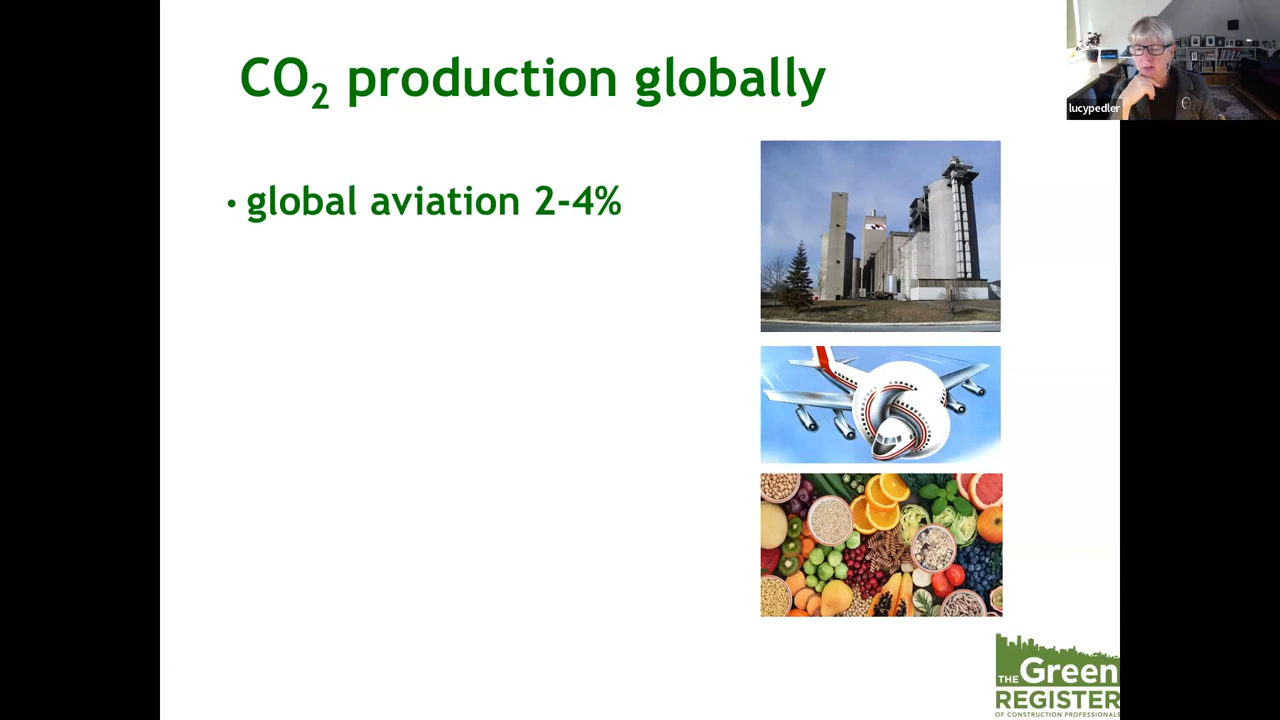 CO₂ production globally
lucypedler
• global aviation 2-4%
THE Green
REGISTER
OF CONSTRUCTION PROFESSIONALS